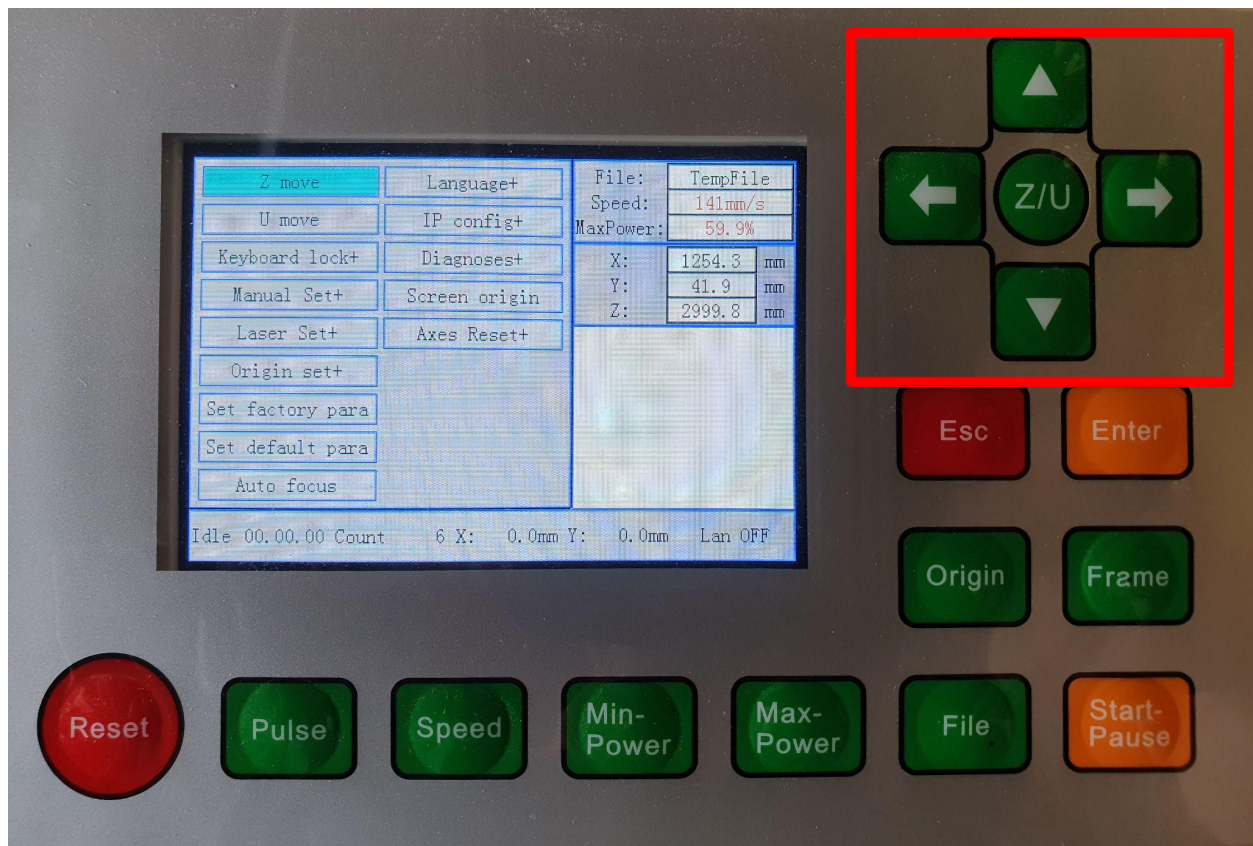 Z move
U move
Keyboard lock+
Manual Set+
Laser Set+
Origin set+
Set factory para
Set default para
Auto focus
Language+
IP config+
Diagnoses+
Screen origin
Axes Reset+
File: TempFile
Speed: 141mm/s
MaxPower: 59.9%
X: 1254.3 mm
Y: 41.9 mm
Z: 2999.8 mm
Idle 00.00.00 Count 6 X: 0.0mm Y: 0.0mm Lan OFF
Z/U
Esc
Enter
Origin
Frame
Reset
Pulse
Speed
Min-
Power
Max-
Power
File
Start-
Pause